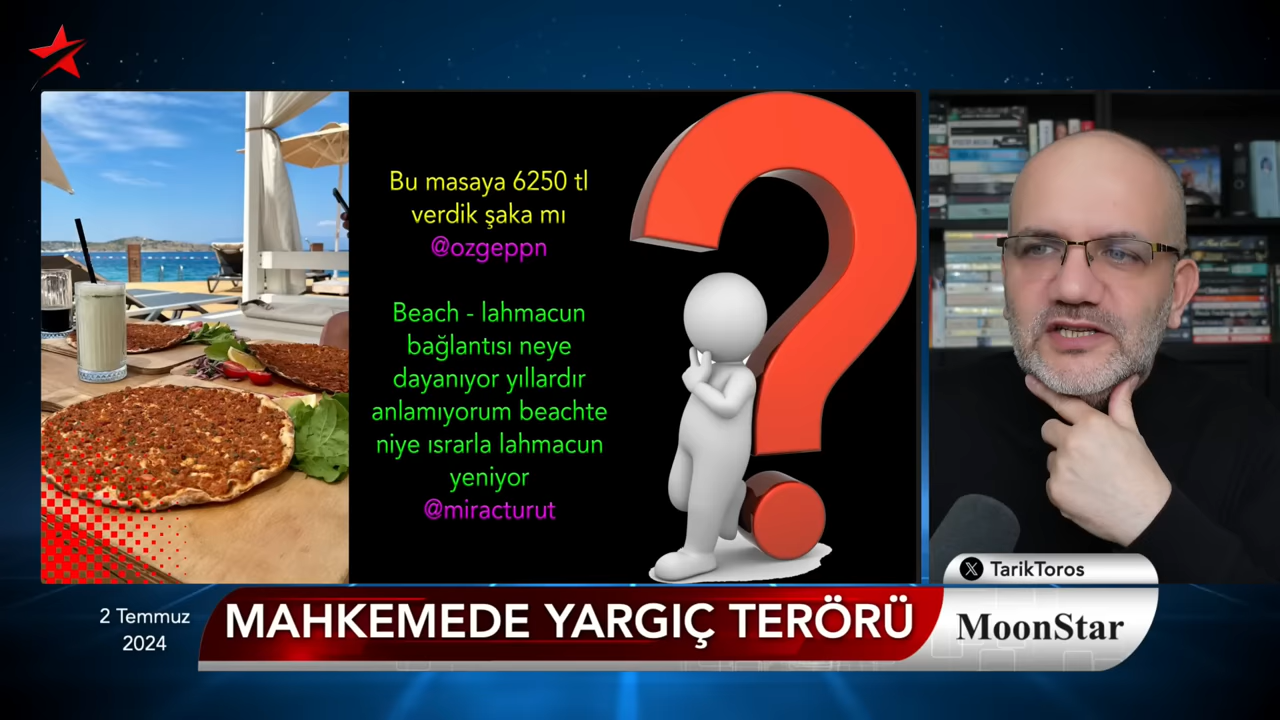 Bu masaya 6250 tl
verdik şaka mı
@ozgeppn
Beach - lahmacun
bağlantısı neye
dayanıyor yıllardır
anlamıyorum beachte
niye ısrarla lahmacun
yeniyor
@miracturut
X TarikToros
2 Temmuz
2024
MAHKEMEDE YARGIÇ TERÖRÜ
MoonStar